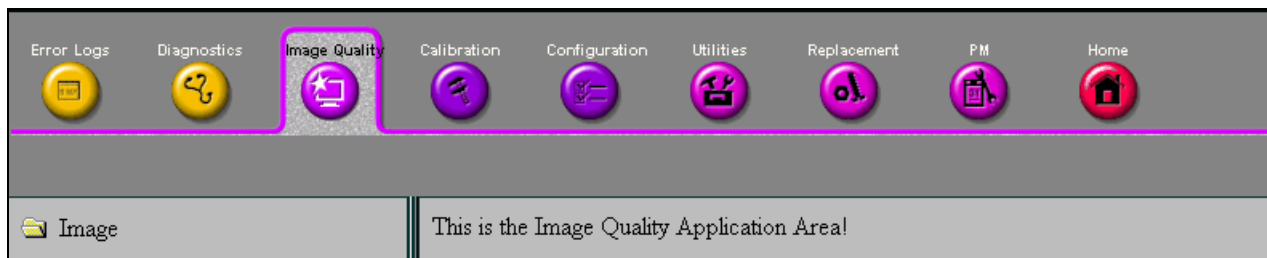 Error Logs Diagnostics Image Quality Calibration Configuration Utilities Replacement PM Home
Image
This is the Image Quality Application Area!